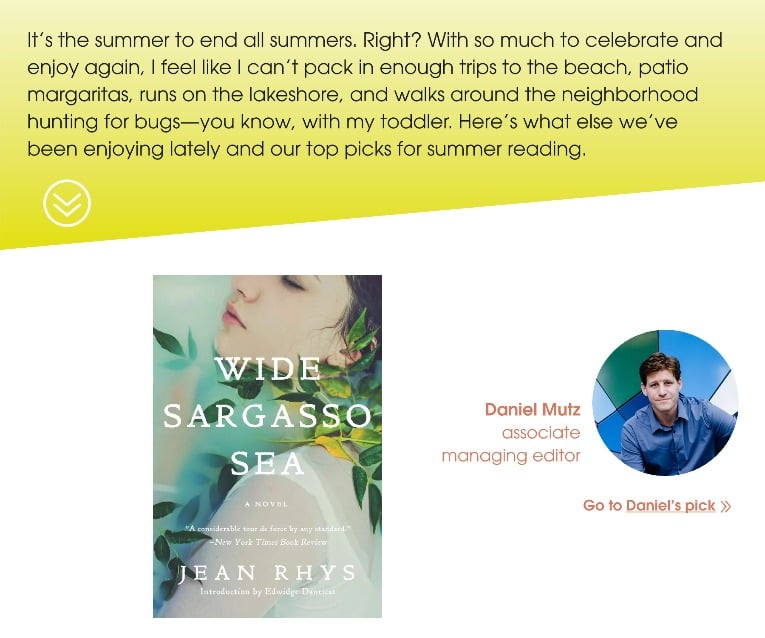 It’s the summer to end all summers. Right? With so much to celebrate and
enjoy again, I feel like I can’t pack in enough trips to the beach, patio
margaritas, runs on the lakeshore, and walks around the neighborhood
hunting for bugs—you know, with my toddler. Here’s what else we’ve
been enjoying lately and our top picks for summer reading.
WIDE
SARGASSO
SEA
A NOVEL
“A considerable tour de force by any standard.”
—New York Times Book Review
JEAN RHYS
Introduction by Edwidge Danticat
Daniel Mutz
associate
managing editor
Go to Daniel’s pick